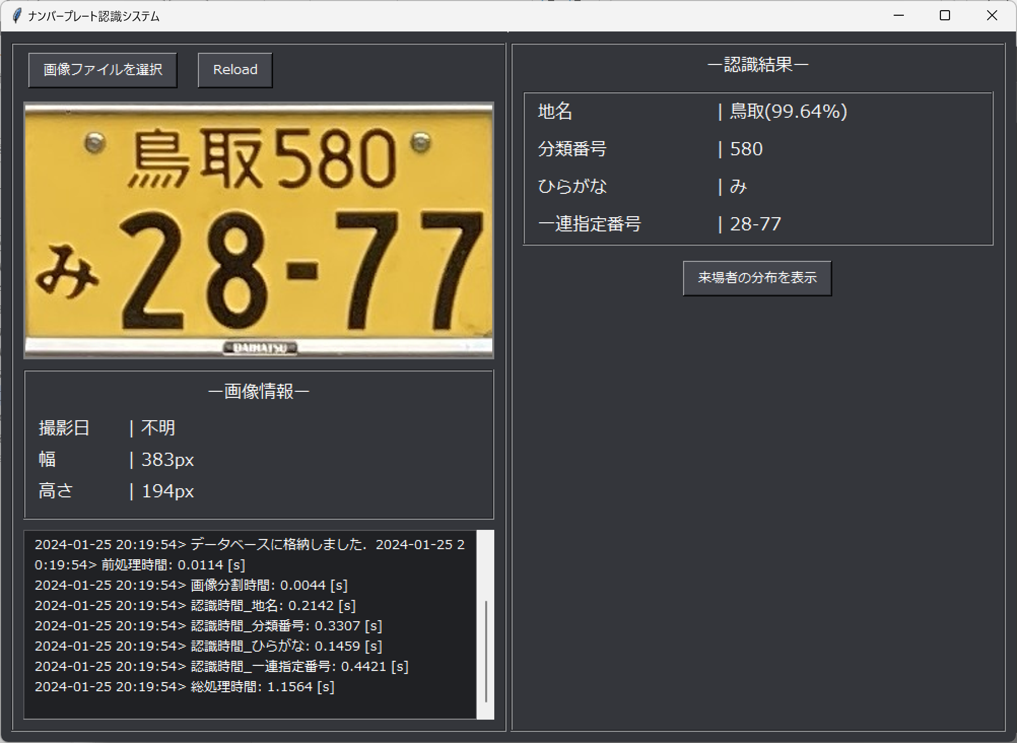 ナンバープレート認識システム
画像ファイルを選択
Reload
鳥取580
み 28-77
DAIHATSU
ー画像情報ー
撮影日 | 不明
幅 | 383px
高さ | 194px
2024-01-25 20:19:54> データベースに格納しました．2024-01-25 2
0:19:54> 前処理時間: 0.0114 [s]
2024-01-25 20:19:54> 画像分割時間: 0.0044 [s]
2024-01-25 20:19:54> 認識時間_地名: 0.2142 [s]
2024-01-25 20:19:54> 認識時間_分類番号: 0.3307 [s]
2024-01-25 20:19:54> 認識時間_ひらがな: 0.1459 [s]
2024-01-25 20:19:54> 認識時間_一連指定番号: 0.4421 [s]
2024-01-25 20:19:54> 総処理時間: 1.1564 [s]
ー認識結果ー
地名 | 鳥取(99.64%)
分類番号 | 580
ひらがな | み
一連指定番号 | 28-77
来場者の分布を表示